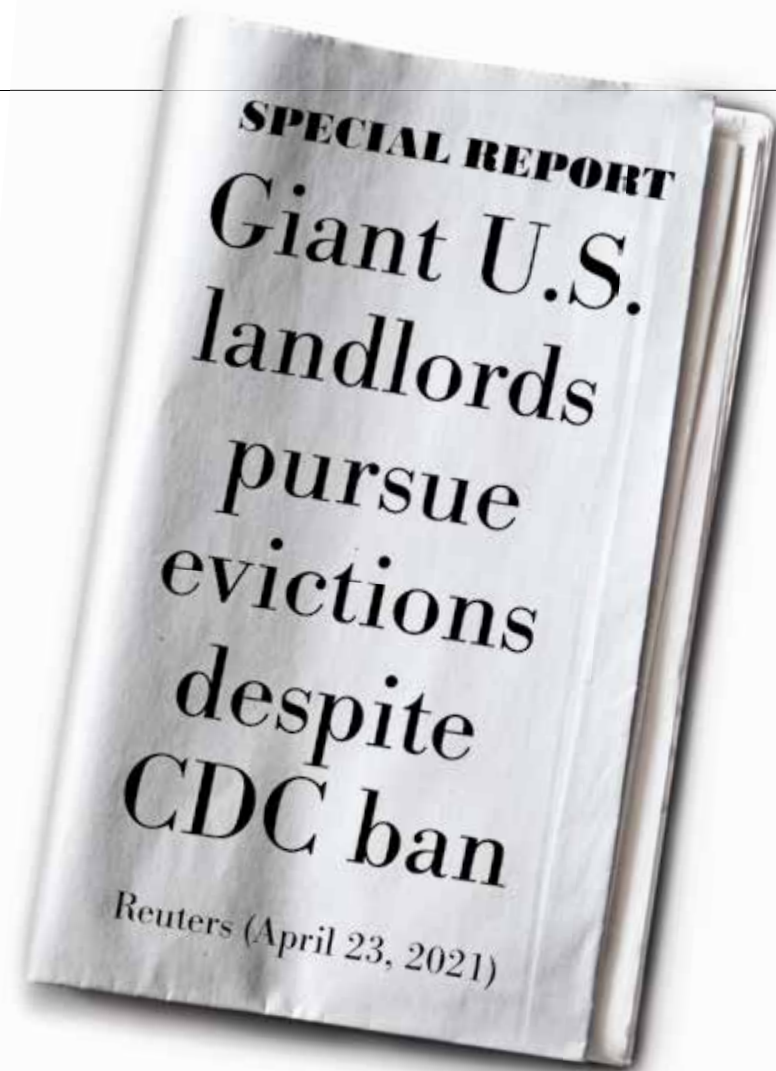 SPECIAL REPORT
Giant U.S.
landlords
pursue
evictions
despite
CDC ban
Reuters (April 23, 2021)